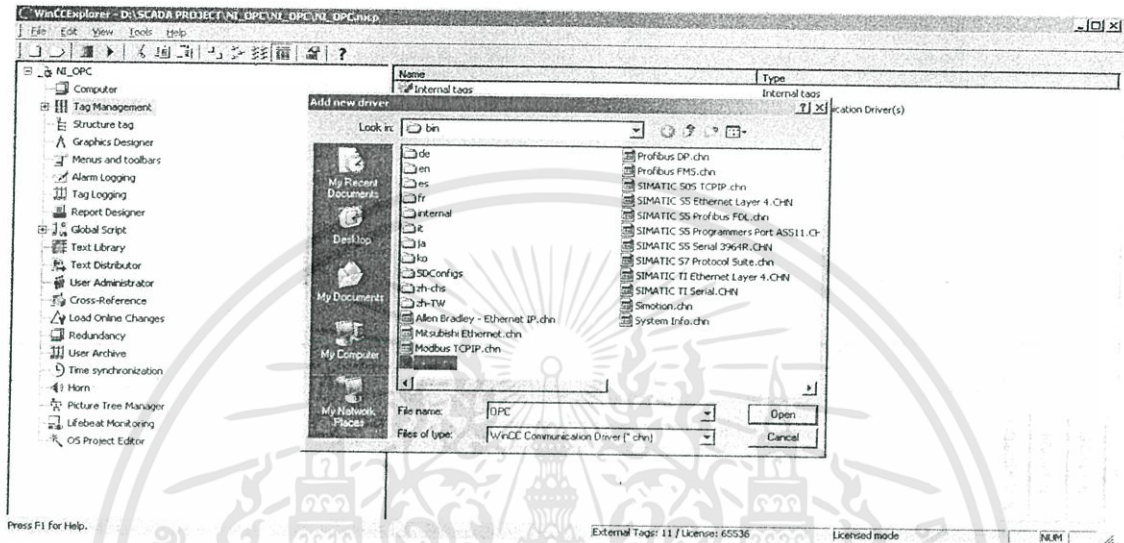 WinCCExplorer - D:\SCADA PROJECT\NI_OPC\NI_OPC\NI_OPC.mcp
File Edit View Tools Help
NI_OPC
Computer
Tag Management
Structure tag
Graphics Designer
Menus and toolbars
Alarm Logging
Tag Logging
Report Designer
Global Script
Text Library
Text Distributor
User Administrator
Cross-Reference
Load Online Changes
Redundancy
User Archive
Time synchronization
Horn
Picture Tree Manager
Lifebeat Monitoring
OS Project Editor
Name Type
Internal tags Internal tags
ication Driver(s)
Add new driver
Look in: bin
My Recent Documents
Desktop
My Documents
My Computer
My Network Places
de
en
es
fr
internal
it
ja
ko
SDConfigs
zh-chs
zh-TW
Allen Bradley - Ethernet IP.chn
Mitsubishi Ethernet.chn
Modbus TCPIP.chn
Profibus DP.chn
Profibus FMS.chn
SIMATIC 505 TCPIP.chn
SIMATIC S5 Ethernet Layer 4.CHN
SIMATIC S5 Profibus FDL.chn
SIMATIC S5 Programmers Port AS511.CH
SIMATIC S5 Serial 3964R.CHN
SIMATIC S7 Protocol Suite.chn
SIMATIC TI Ethernet Layer 4.CHN
SIMATIC TI Serial.CHN
Simotion.chn
System Info.chn
File name: OPC Open
Files of type: WinCC Communication Driver (*.chn) Cancel
Press F1 for Help. External Tags: 11 / License: 65536 Licensed mode NUM